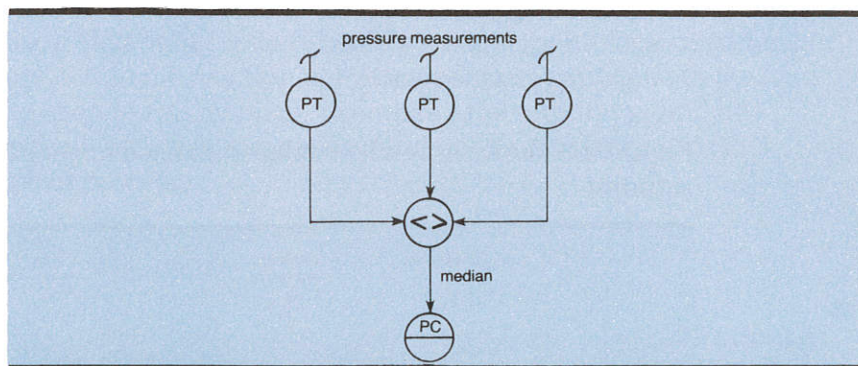 pressure measurements
PT PT PT
< >
median
PC